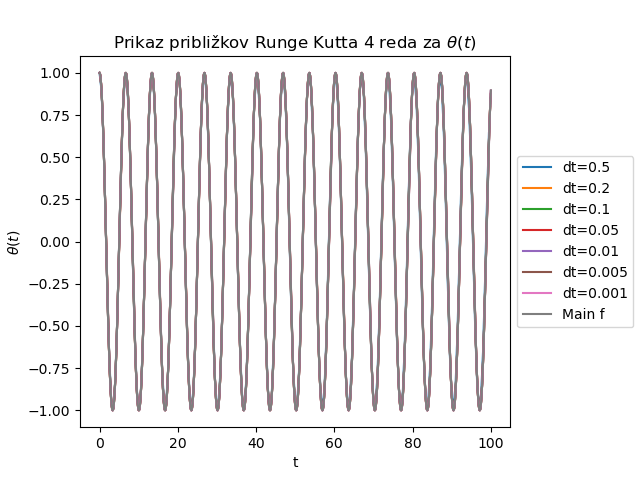 Prikaz približkov Runge Kutta 4 reda za θ(t)
1.00
0.75
0.50
0.25
0.00
−0.25
−0.50
−0.75
−1.00
θ(t)
0 20 40 60 80 100
t
dt=0.5
dt=0.2
dt=0.1
dt=0.05
dt=0.01
dt=0.005
dt=0.001
Main f